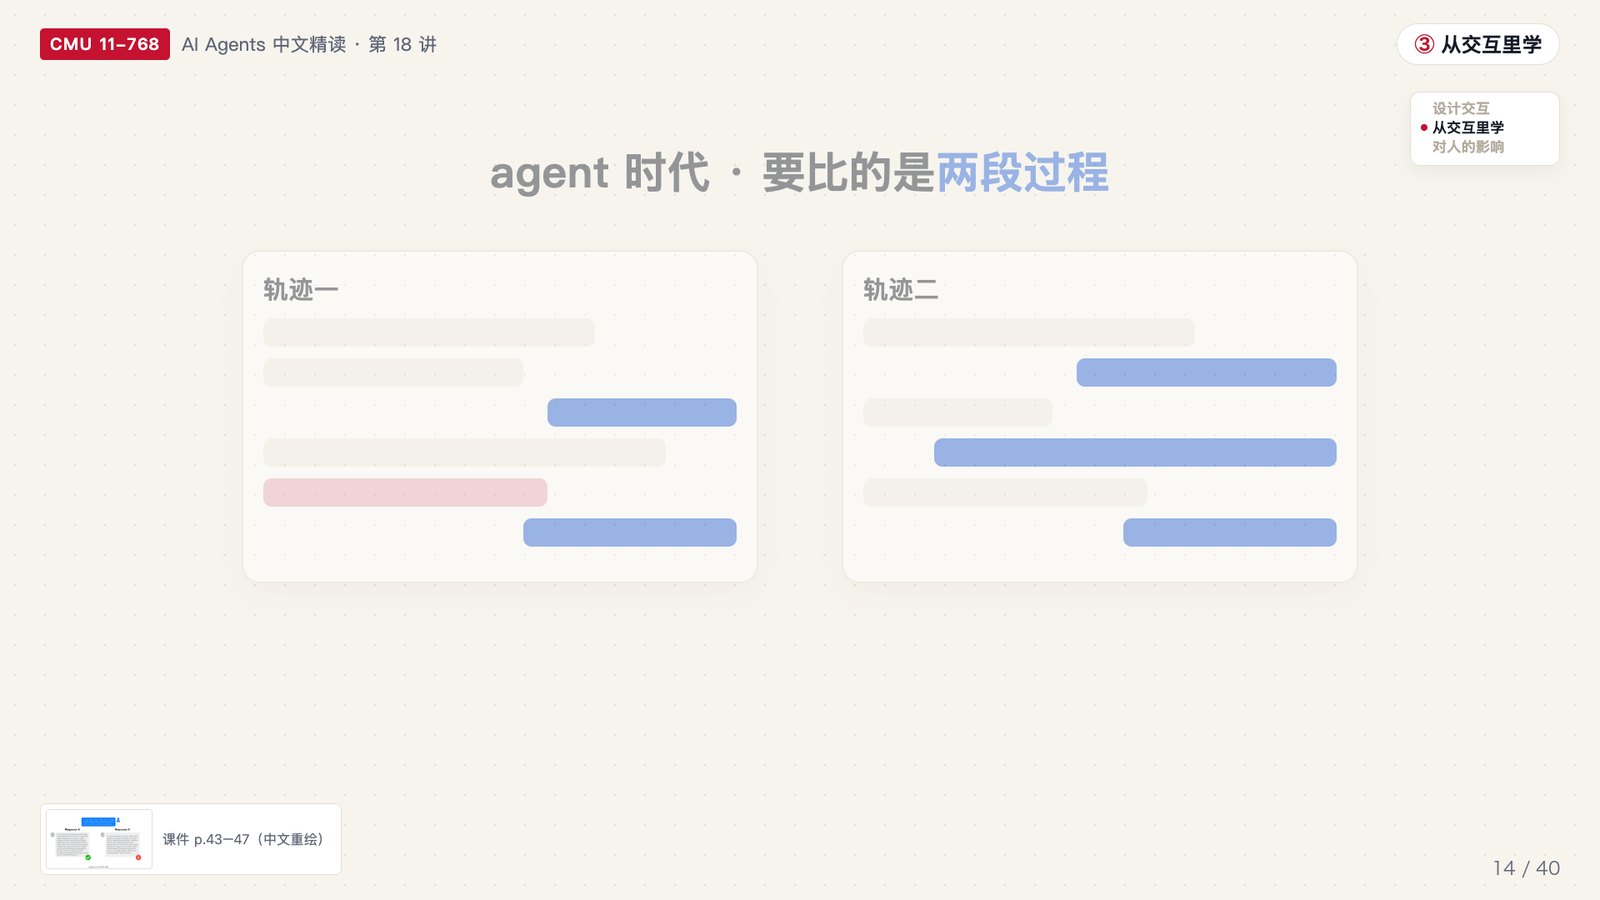 CMU 11-768 AI Agents 中文精读 · 第 18 讲
③ 从交互里学
设计交互
从交互里学
对人的影响
agent 时代 · 要比的是两段过程
轨迹一
轨迹二
课件 p.43—47（中文重绘）
14 / 40